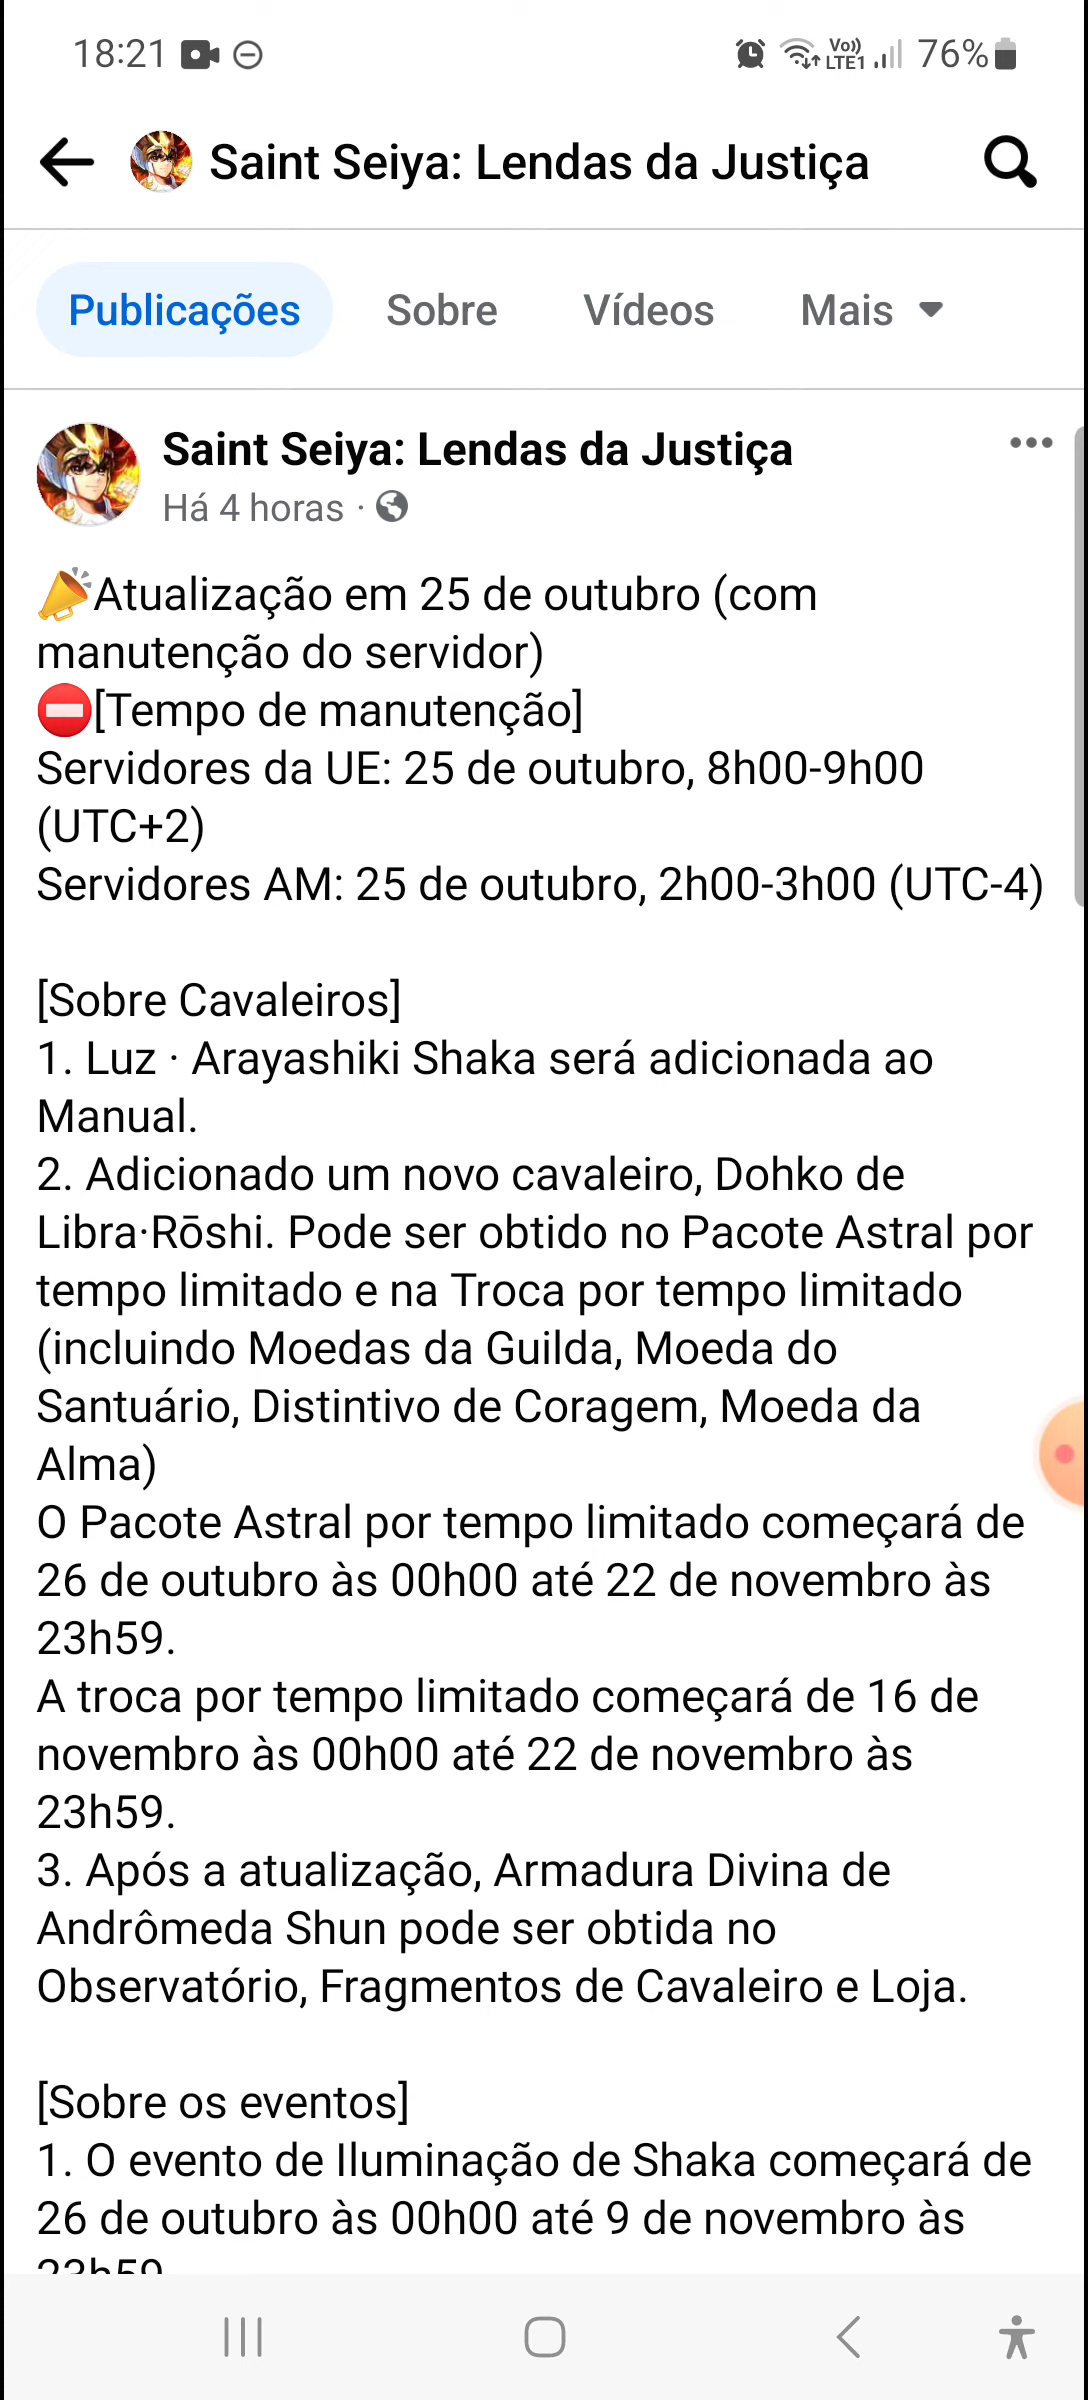 18:21
Vo)) LTE1 76%
Saint Seiya: Lendas da Justiça
Publicações Sobre Vídeos Mais
Saint Seiya: Lendas da Justiça
Há 4 horas ·
📣Atualização em 25 de outubro (com
manutenção do servidor)
⛔[Tempo de manutenção]
Servidores da UE: 25 de outubro, 8h00-9h00
(UTC+2)
Servidores AM: 25 de outubro, 2h00-3h00 (UTC-4)
[Sobre Cavaleiros]
1. Luz · Arayashiki Shaka será adicionada ao
Manual.
2. Adicionado um novo cavaleiro, Dohko de
Libra·Rōshi. Pode ser obtido no Pacote Astral por
tempo limitado e na Troca por tempo limitado
(incluindo Moedas da Guilda, Moeda do
Santuário, Distintivo de Coragem, Moeda da
Alma)
O Pacote Astral por tempo limitado começará de
26 de outubro às 00h00 até 22 de novembro às
23h59.
A troca por tempo limitado começará de 16 de
novembro às 00h00 até 22 de novembro às
23h59.
3. Após a atualização, Armadura Divina de
Andrômeda Shun pode ser obtida no
Observatório, Fragmentos de Cavaleiro e Loja.
[Sobre os eventos]
1. O evento de Iluminação de Shaka começará de
26 de outubro às 00h00 até 9 de novembro às
23h59